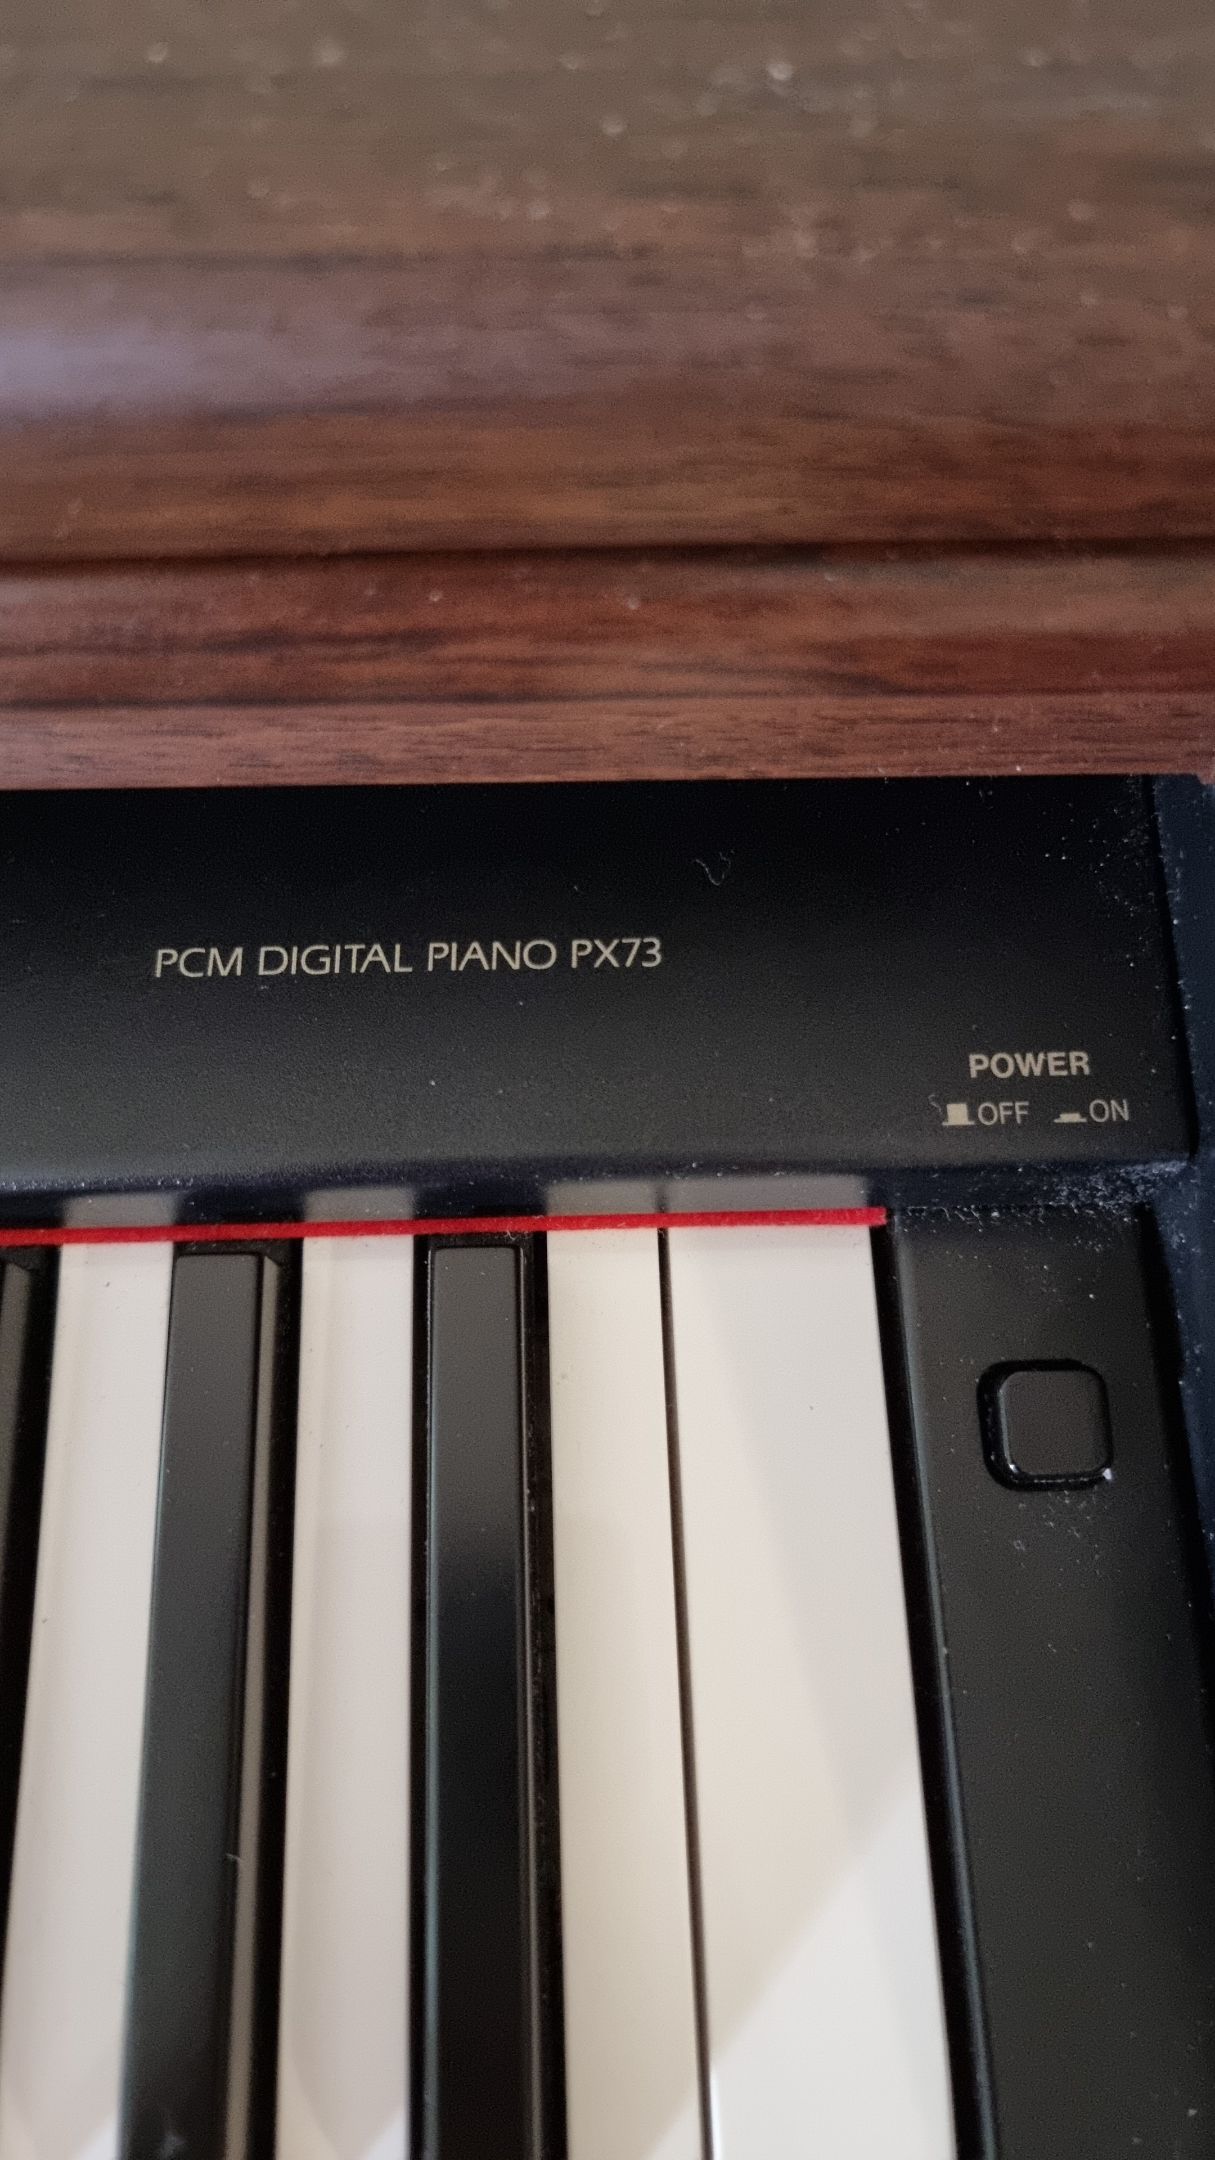 PCM DIGITAL PIANO PX73
POWER
OFF ON